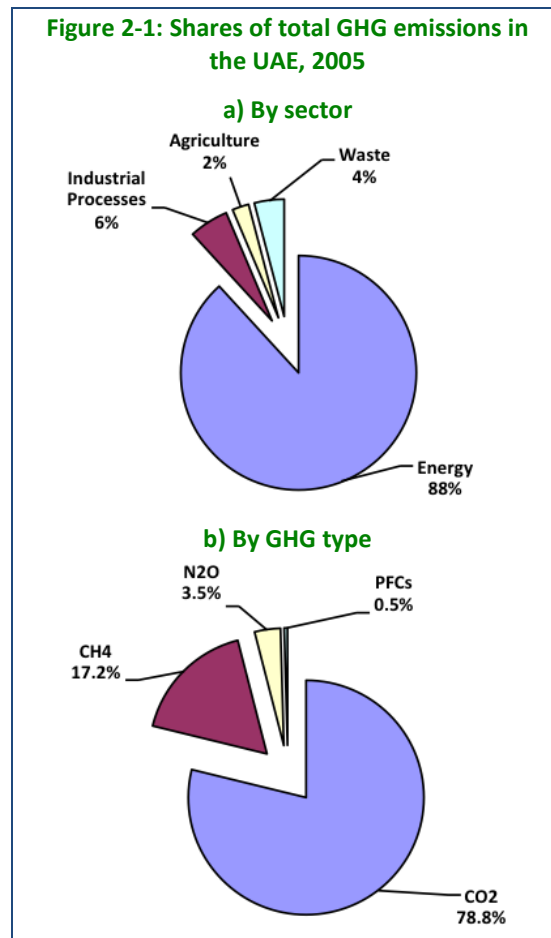 Figure 2-1: Shares of total GHG emissions in
the UAE, 2005
a) By sector
Agriculture
2%
Waste
4%
Industrial
Processes
6%
Energy
88%
b) By GHG type
N2O
3.5%
PFCs
0.5%
CH4
17.2%
CO2
78.8%